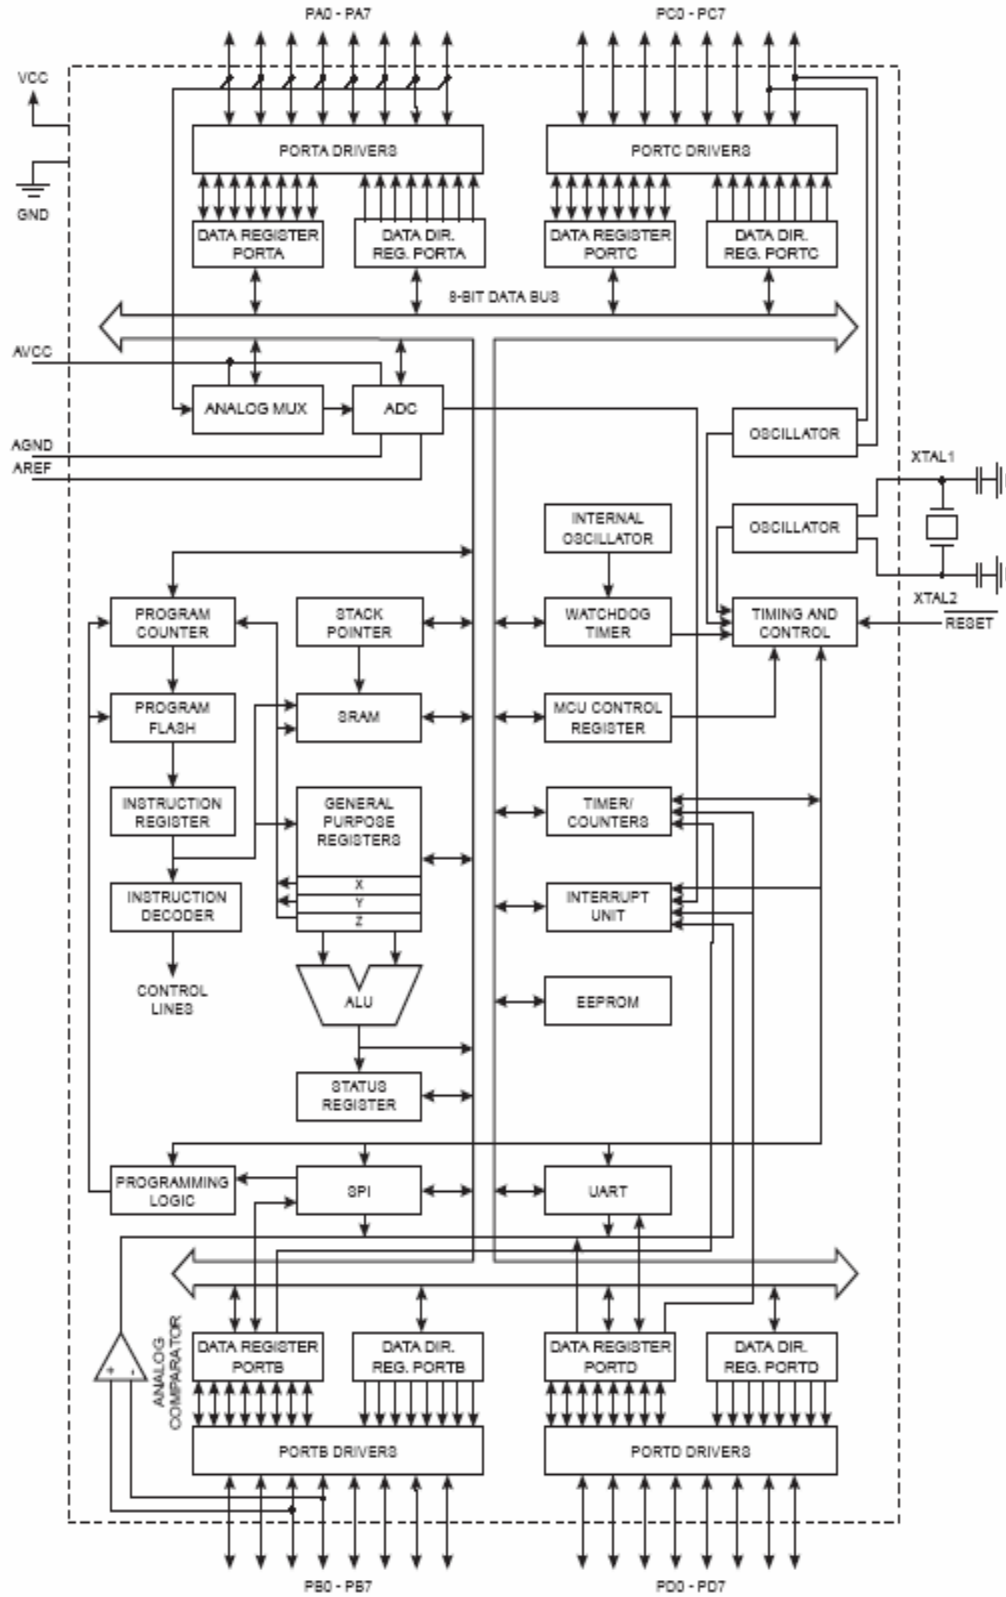 PA0 - PA7
PC0 - PC7
VCC
GND
PORTA DRIVERS
PORTC DRIVERS
DATA REGISTER
PORTA
DATA DIR.
REG. PORTA
DATA REGISTER
PORTC
DATA DIR.
REG. PORTC
8-BIT DATA BUS
AVCC
ANALOG MUX
ADC
AGND
AREF
OSCILLATOR
XTAL1
INTERNAL
OSCILLATOR
OSCILLATOR
XTAL2
RESET
PROGRAM
COUNTER
STACK
POINTER
WATCHDOG
TIMER
TIMING AND
CONTROL
PROGRAM
FLASH
SRAM
MCU CONTROL
REGISTER
INSTRUCTION
REGISTER
GENERAL
PURPOSE
REGISTERS
X
Y
Z
TIMER/
COUNTERS
INSTRUCTION
DECODER
INTERRUPT
UNIT
CONTROL
LINES
ALU
EEPROM
STATUS
REGISTER
PROGRAMMING
LOGIC
SPI
UART
ANALOG
COMPARATOR
+
-
DATA REGISTER
PORTB
DATA DIR.
REG. PORTB
DATA REGISTER
PORTD
DATA DIR.
REG. PORTD
PORTB DRIVERS
PORTD DRIVERS
PB0 - PB7
PD0 - PD7